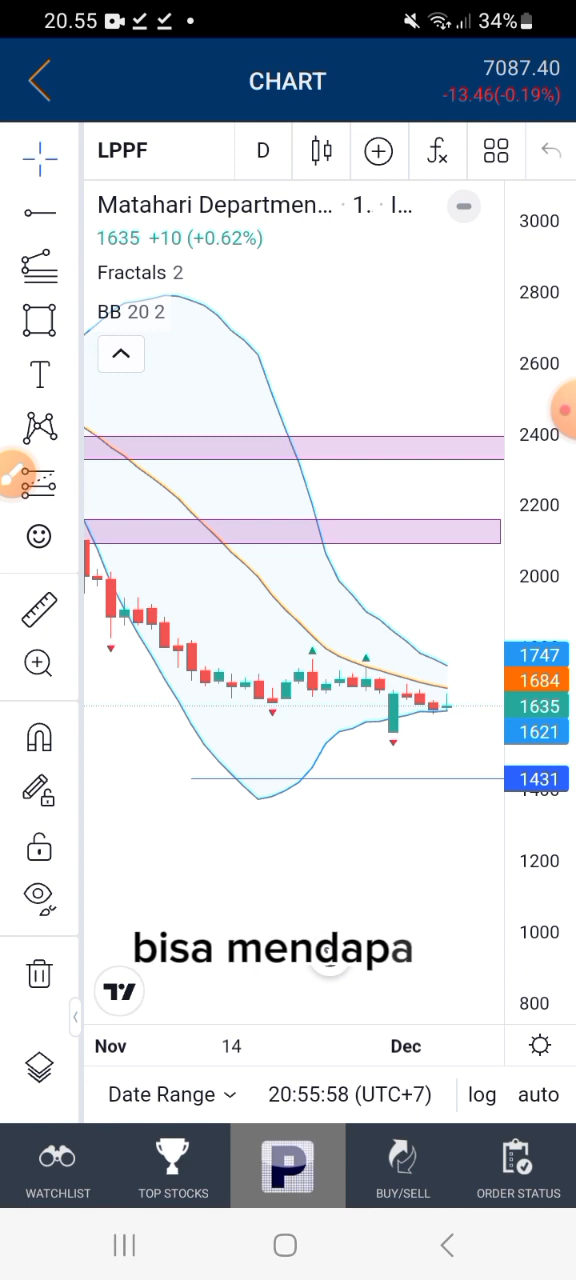 20.55
34%
CHART
7087.40
-13.46(-0.19%)
LPPF
D
Matahari Departmen... · 1.. · I...
1635 +10 (+0.62%)
Fractals 2
BB 20 2
3000
2800
2600
2400
2200
2000
1747
1684
1635
1621
1431
1200
1000
800
bisa mendapa
Nov 14 Dec
Date Range 20:55:58 (UTC+7) log auto
WATCHLIST
TOP STOCKS
P
BUY/SELL
ORDER STATUS